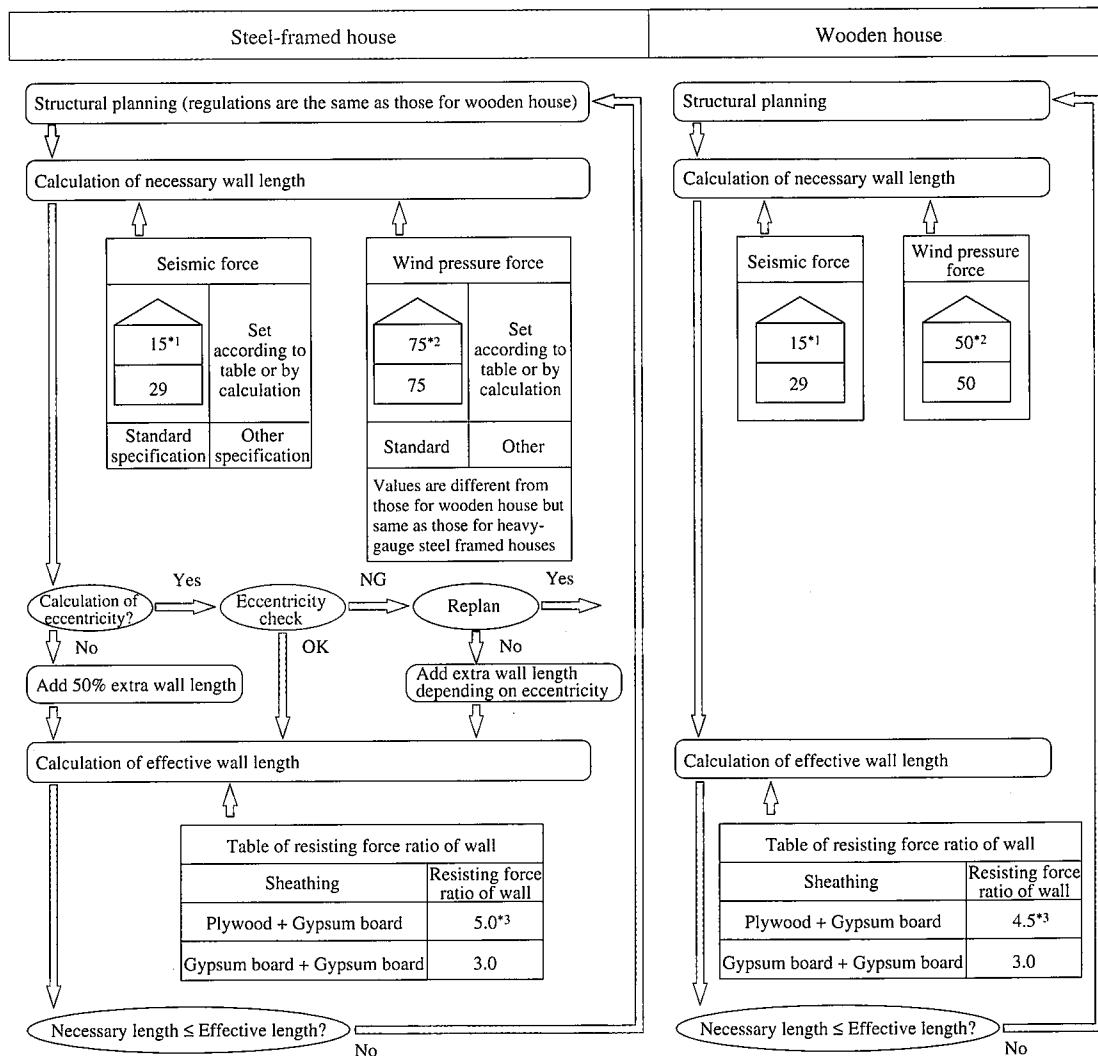 Steel-framed house
Wooden house
Structural planning (regulations are the same as those for wooden house)
Calculation of necessary wall length
Seismic force
15*1
29
Set
according to
table or by
calculation
Standard
specification
Other
specification
Wind pressure force
75*2
75
Set
according to
table or by
calculation
Standard
Other
Values are different from
those for wooden house but
same as those for heavy-
gauge steel framed houses
Calculation of
eccentricity?
Yes
Eccentricity
check
NG
Replan
Yes
No
OK
No
Add 50% extra wall length
Add extra wall length
depending on eccentricity
Calculation of effective wall length
Table of resisting force ratio of wall
Sheathing
Resisting force
ratio of wall
Plywood + Gypsum board
5.0*3
Gypsum board + Gypsum board
3.0
Necessary length ≤ Effective length?
No
Structural planning
Calculation of necessary wall length
Seismic force
15*1
29
Wind pressure
force
50*2
50
Calculation of effective wall length
Table of resisting force ratio of wall
Sheathing
Resisting force
ratio of wall
Plywood + Gypsum board
4.5*3
Gypsum board + Gypsum board
3.0
Necessary length ≤ Effective length?
No